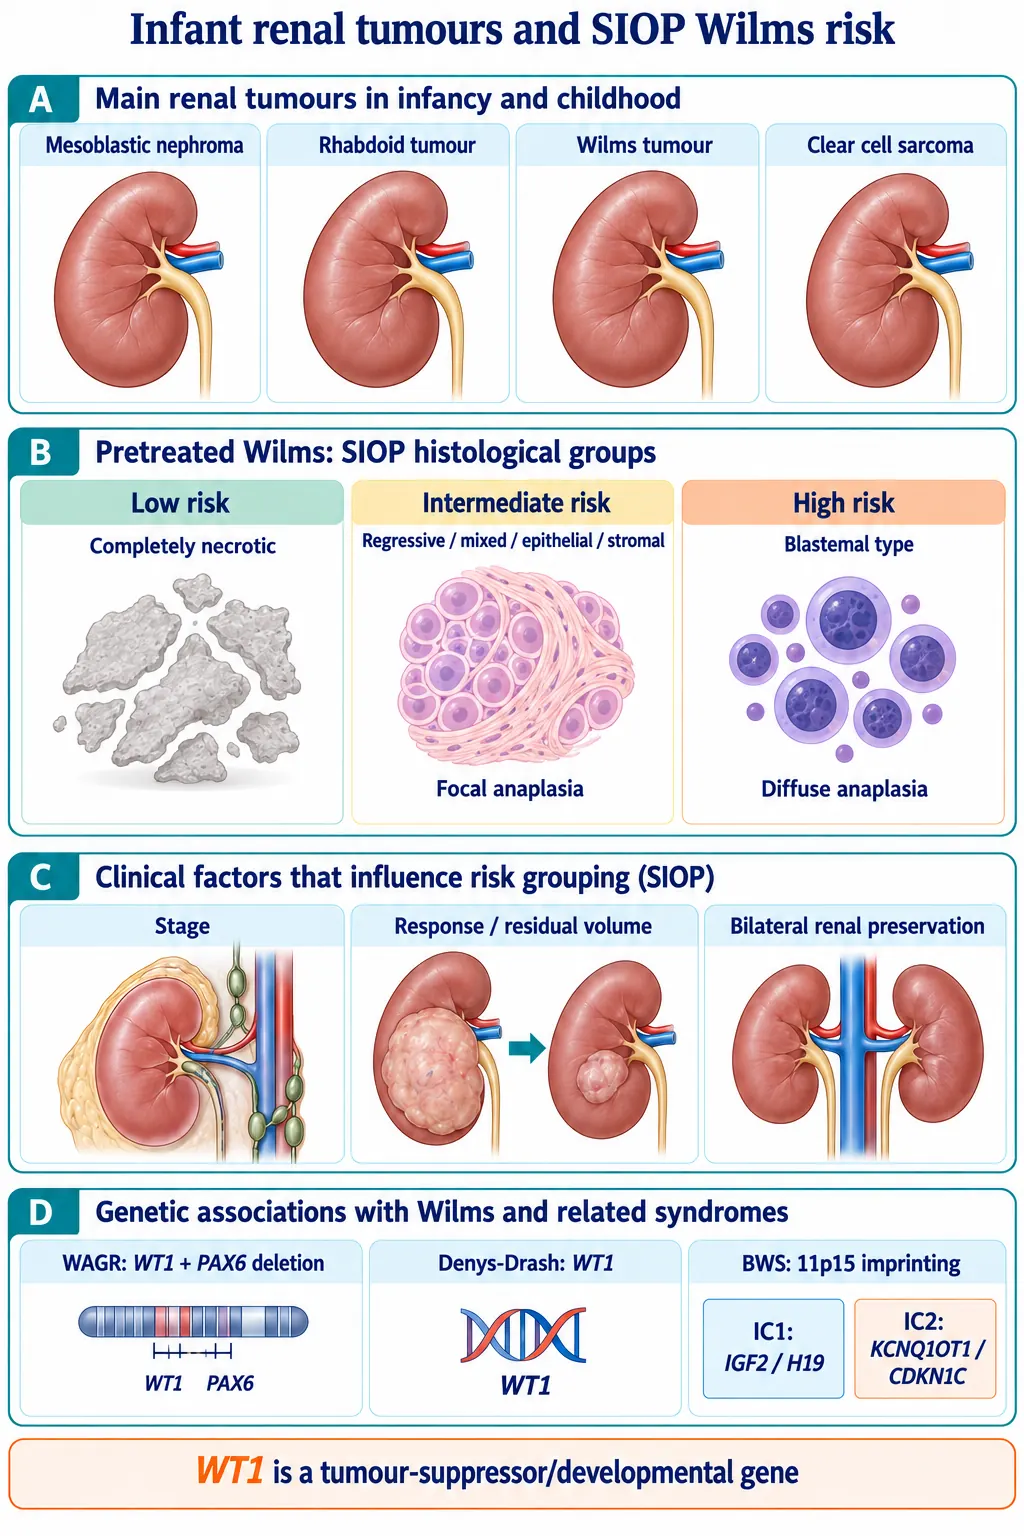 Infant renal tumours and SIOP Wilms risk
A
Main renal tumours in infancy and childhood
Mesoblastic nephroma
Rhabdoid tumour
Wilms tumour
Clear cell sarcoma
B
Pretreated Wilms: SIOP histological groups
Low risk
Completely necrotic
Intermediate risk
Regressive / mixed / epithelial / stromal
Focal anaplasia
High risk
Blastemal type
Diffuse anaplasia
C
Clinical factors that influence risk grouping (SIOP)
Stage
Response / residual volume
Bilateral renal preservation
D
Genetic associations with Wilms and related syndromes
WAGR: WT1 + PAX6 deletion
WT1 PAX6
Denys-Drash: WT1
WT1
BWS: 11p15 imprinting
IC1:
IGF2 / H19
IC2:
KCNQ1OT1 /
CDKN1C
WT1 is a tumour-suppressor/developmental gene